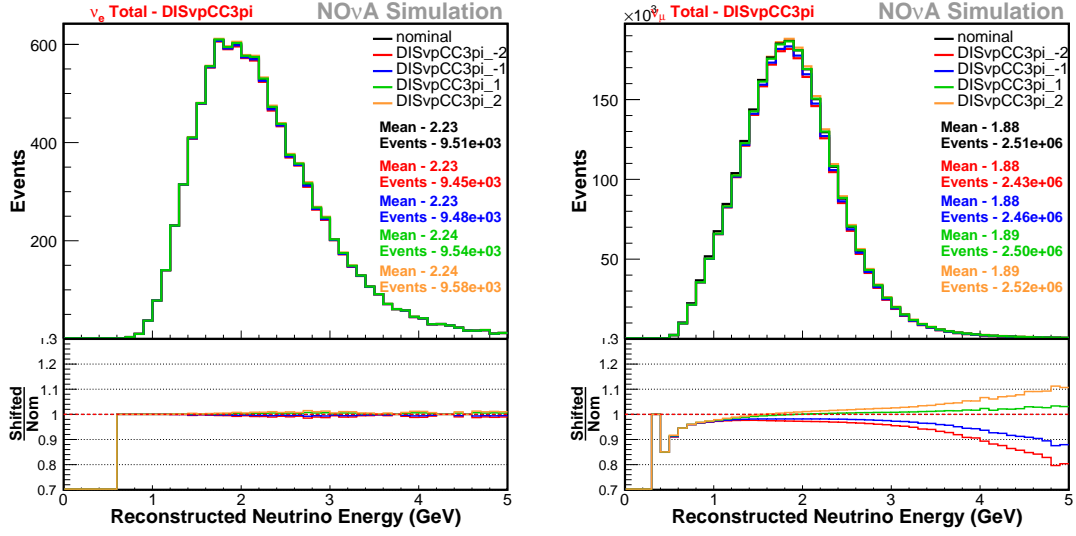 ν_e Total - DISvpCC3pi
NOνA Simulation
nominal
DISvpCC3pi_-2
DISvpCC3pi_-1
DISvpCC3pi_1
DISvpCC3pi_2
Mean - 2.23
Events - 9.51e+03
Mean - 2.23
Events - 9.45e+03
Mean - 2.23
Events - 9.48e+03
Mean - 2.24
Events - 9.54e+03
Mean - 2.24
Events - 9.58e+03
Events
600
400
200
1.3
1.2
1.1
1
0.9
0.8
0.7
Shifted
Nom
0 1 2 3 4 5
Reconstructed Neutrino Energy (GeV)
×10³
ν_μ Total - DISvpCC3pi
NOνA Simulation
nominal
DISvpCC3pi_-2
DISvpCC3pi_-1
DISvpCC3pi_1
DISvpCC3pi_2
Mean - 1.88
Events - 2.51e+06
Mean - 1.88
Events - 2.43e+06
Mean - 1.88
Events - 2.46e+06
Mean - 1.89
Events - 2.50e+06
Mean - 1.89
Events - 2.52e+06
Events
150
100
50
1.3
1.2
1.1
1
0.9
0.8
0.7
Shifted
Nom
0 1 2 3 4 5
Reconstructed Neutrino Energy (GeV)